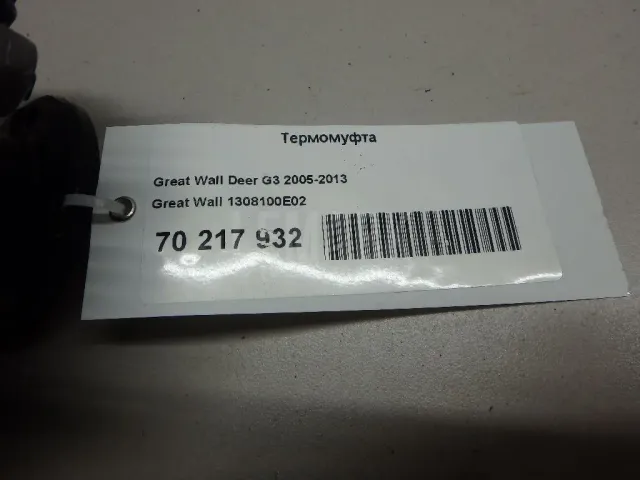 Термомуфта
Great Wall Deer G3 2005-2013
Great Wall 1308100E02
70 217 932